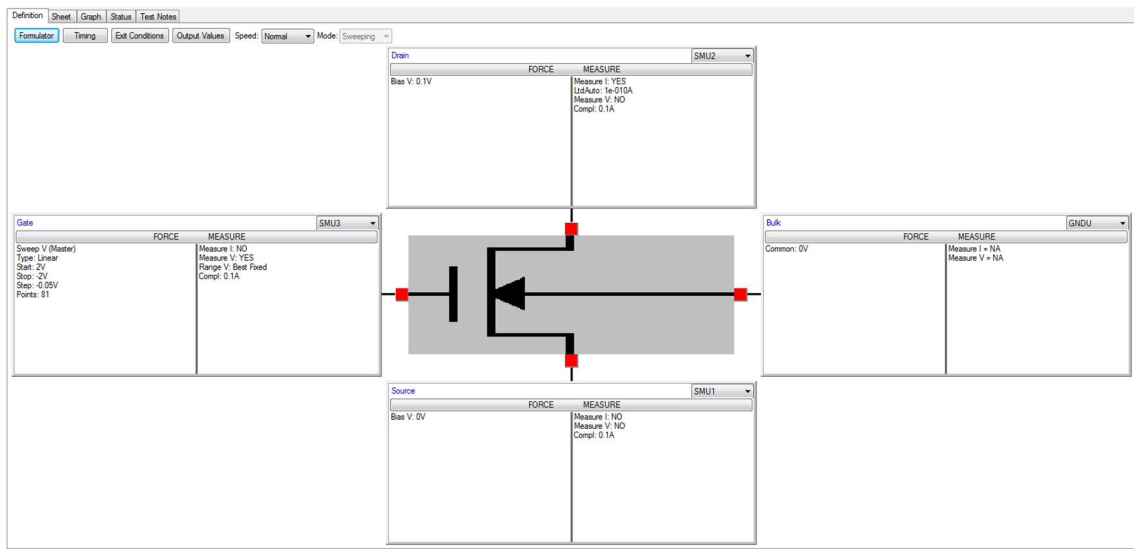 Definition Sheet Graph Status Test Notes
Formulator Timing Exit Conditions Output Values Speed: Normal Mode: Sweeping
Drain SMU2
FORCE MEASURE
Bias V: 0.1V Measure I: YES
LtdAuto: 1e-010A
Measure V: NO
Compl: 0.1A
Gate SMU3
FORCE MEASURE
Sweep V (Master) Measure I: NO
Type: Linear Measure V: YES
Start: 2V Range V: Best Fixed
Stop: -2V Compl: 0.1A
Step: -0.05V
Points: 81
Bulk GNDU
FORCE MEASURE
Common: 0V Measure I = NA
Measure V = NA
Source SMU1
FORCE MEASURE
Bias V: 0V Measure I: NO
Measure V: NO
Compl: 0.1A